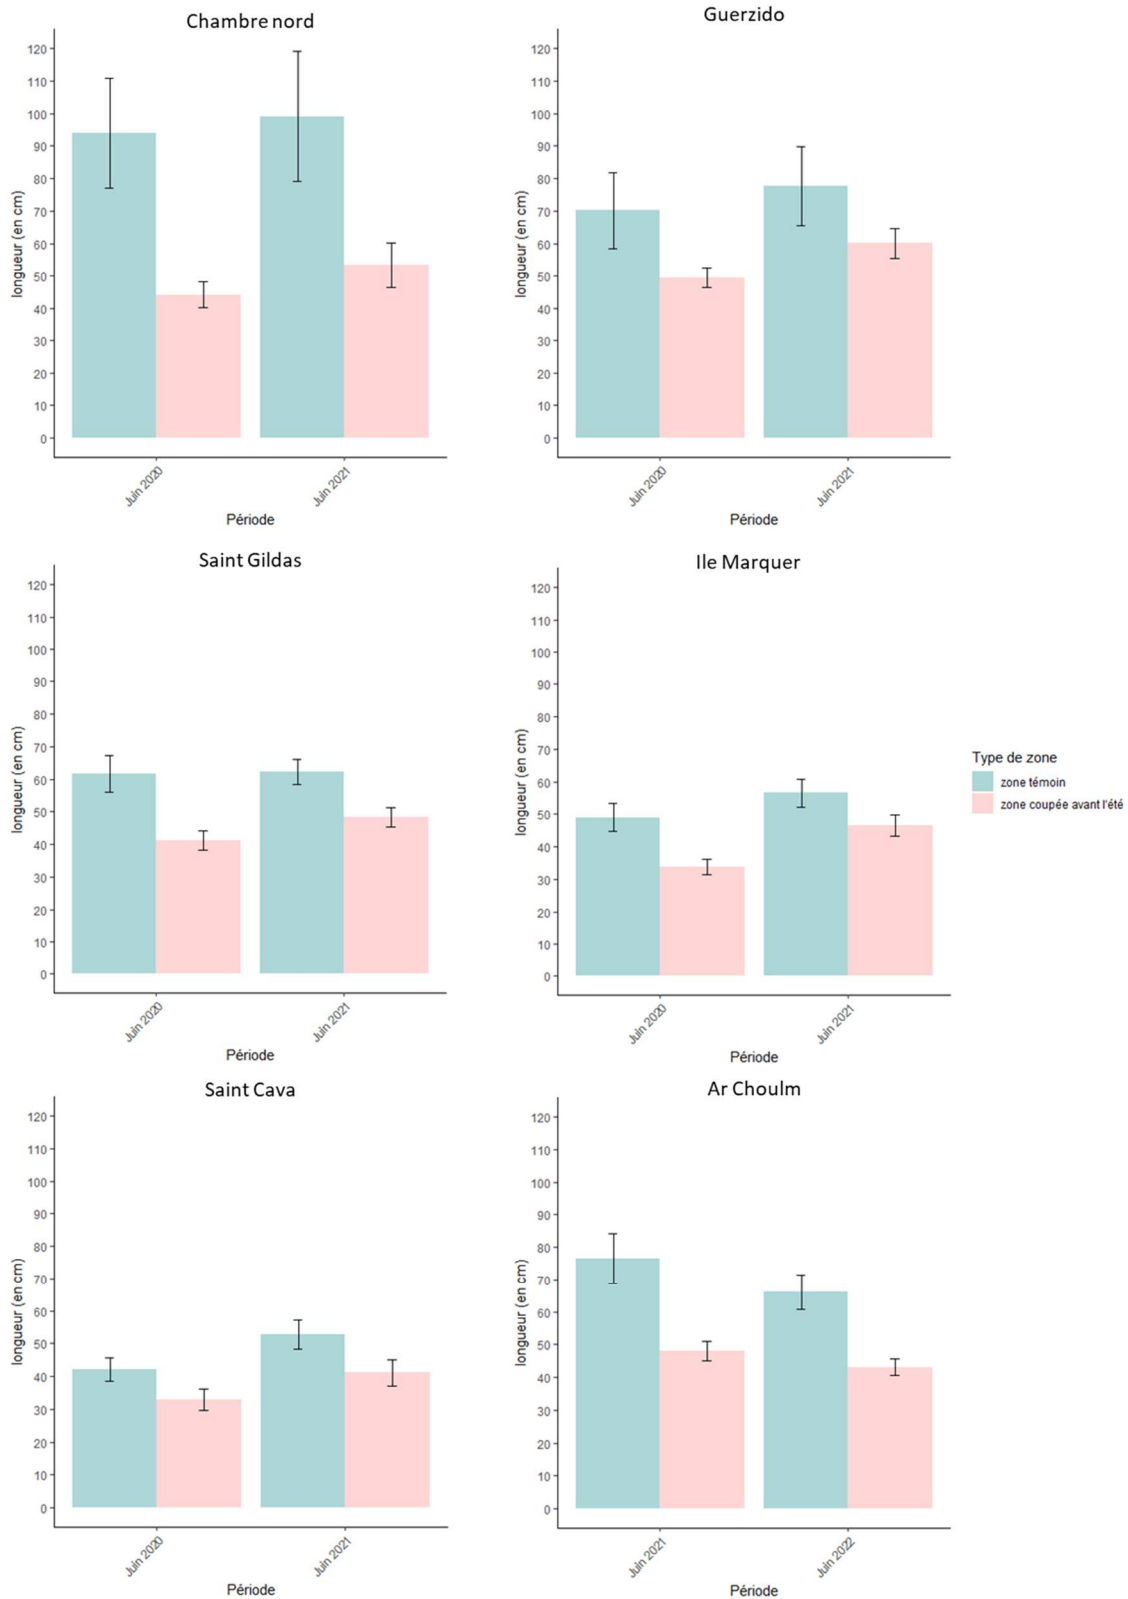 Chambre nord
longueur (en cm)
120
110
100
90
80
70
60
50
40
30
20
10
0
Juin 2020
Juin 2021
Période
Guerzido
longueur (en cm)
120
110
100
90
80
70
60
50
40
30
20
10
0
Juin 2020
Juin 2021
Période
Saint Gildas
longueur (en cm)
120
110
100
90
80
70
60
50
40
30
20
10
0
Juin 2020
Juin 2021
Période
Ile Marquer
longueur (en cm)
120
110
100
90
80
70
60
50
40
30
20
10
0
Juin 2020
Juin 2021
Période
Type de zone
zone témoin
zone coupée avant l'été
Saint Cava
longueur (en cm)
120
110
100
90
80
70
60
50
40
30
20
10
0
Juin 2020
Juin 2021
Période
Ar Choulm
longueur (en cm)
120
110
100
90
80
70
60
50
40
30
20
10
0
Juin 2021
Juin 2022
Période